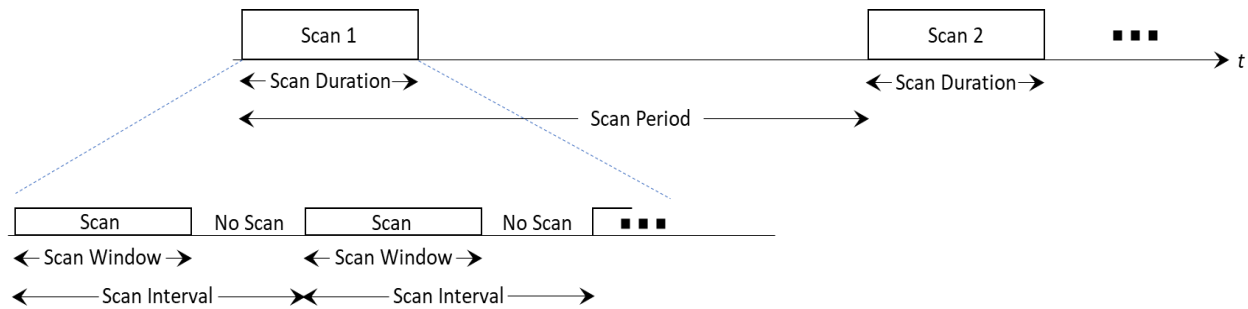 Scan 1
Scan 2
t
Scan Duration
Scan Duration
Scan Period
Scan
No Scan
Scan
No Scan
Scan Window
Scan Window
Scan Interval
Scan Interval